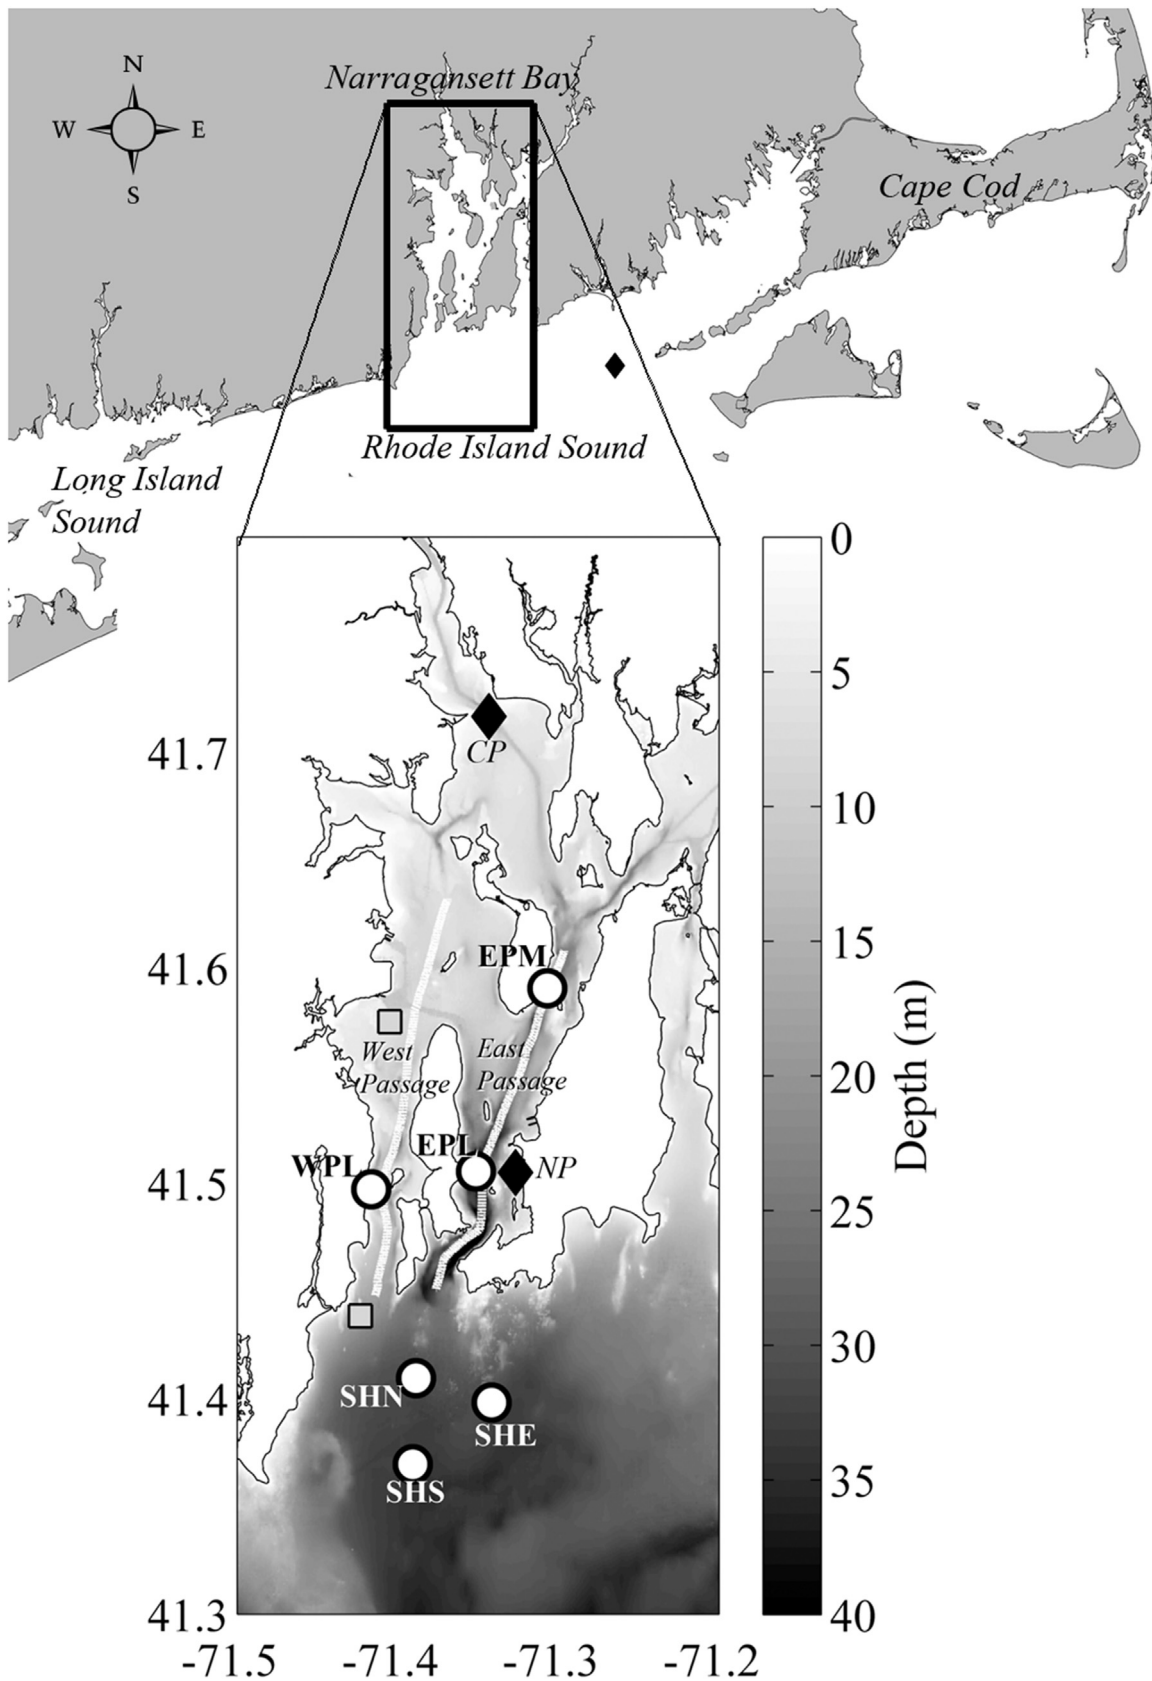 N
W E
S
Narragansett Bay
Cape Cod
Rhode Island Sound
Long Island
Sound
CP
EPM
West
Passage
East
Passage
EPL
WPL
NP
SHN
SHE
SHS
41.7
41.6
41.5
41.4
41.3
-71.5 -71.4 -71.3 -71.2
0
5
10
15
20
25
30
35
40
Depth (m)